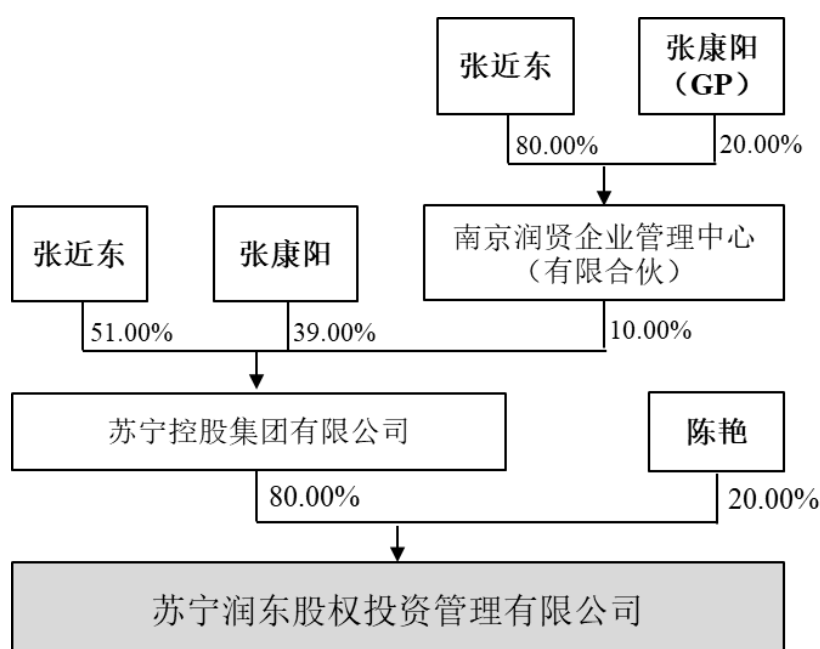 张近东
张康阳
（GP）
80.00%
20.00%
张近东
张康阳
南京润贤企业管理中心
（有限合伙）
51.00%
39.00%
10.00%
苏宁控股集团有限公司
陈艳
80.00%
20.00%
苏宁润东股权投资管理有限公司